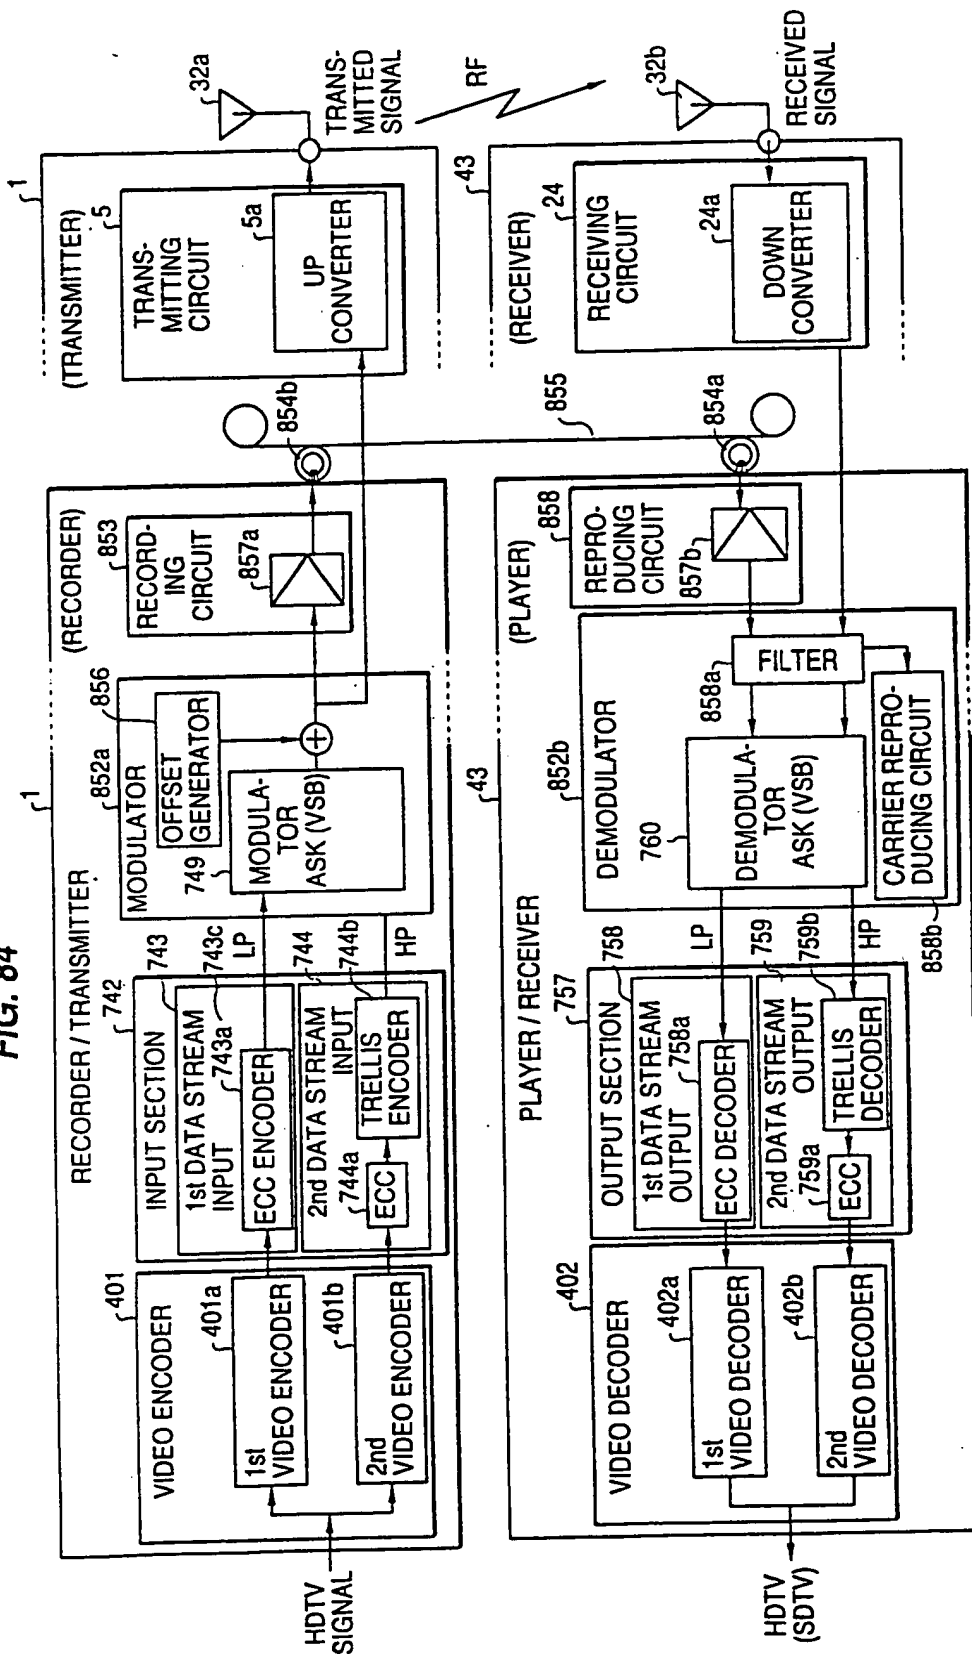 FIG. 84
RECORDER / TRANSMITTER
1
(RECORDER)
(TRANSMITTER)
1
HDTV
SIGNAL
VIDEO ENCODER
401
401a
1st
VIDEO ENCODER
401b
2nd
VIDEO ENCODER
742
INPUT SECTION
743
1st DATA STREAM
INPUT
743c
743a
ECC ENCODER
LP
2nd DATA STREAM
INPUT
744
744a
ECC
744b
TRELLIS
ENCODER
HP
852a
MODULATOR
856
OFFSET
GENERATOR
749
MODULA-
TOR
ASK (VSB)
853
RECORD-
ING
CIRCUIT
857a
854b
855
5
TRANS-
MITTING
CIRCUIT
5a
UP
CONVERTER
32a
TRANS-
MITTED
SIGNAL
RF
PLAYER / RECEIVER
43
(PLAYER)
(RECEIVER)
43
HDTV
(SDTV)
VIDEO DECODER
402
402a
1st
VIDEO DECODER
402b
2nd
VIDEO DECODER
757
OUTPUT SECTION
758
1st DATA STREAM
OUTPUT
758a
ECC DECODER
LP
2nd DATA STREAM
OUTPUT
759
759a
ECC
759b
TRELLIS
DECODER
HP
852b
DEMODULATOR
760
DEMODULA-
TOR
ASK (VSB)
858a
FILTER
CARRIER REPRO-
DUCING CIRCUIT
858b
858
REPRO-
DUCING
CIRCUIT
857b
854a
24
RECEIVING
CIRCUIT
24a
DOWN
CONVERTER
32b
RECEIVED
SIGNAL